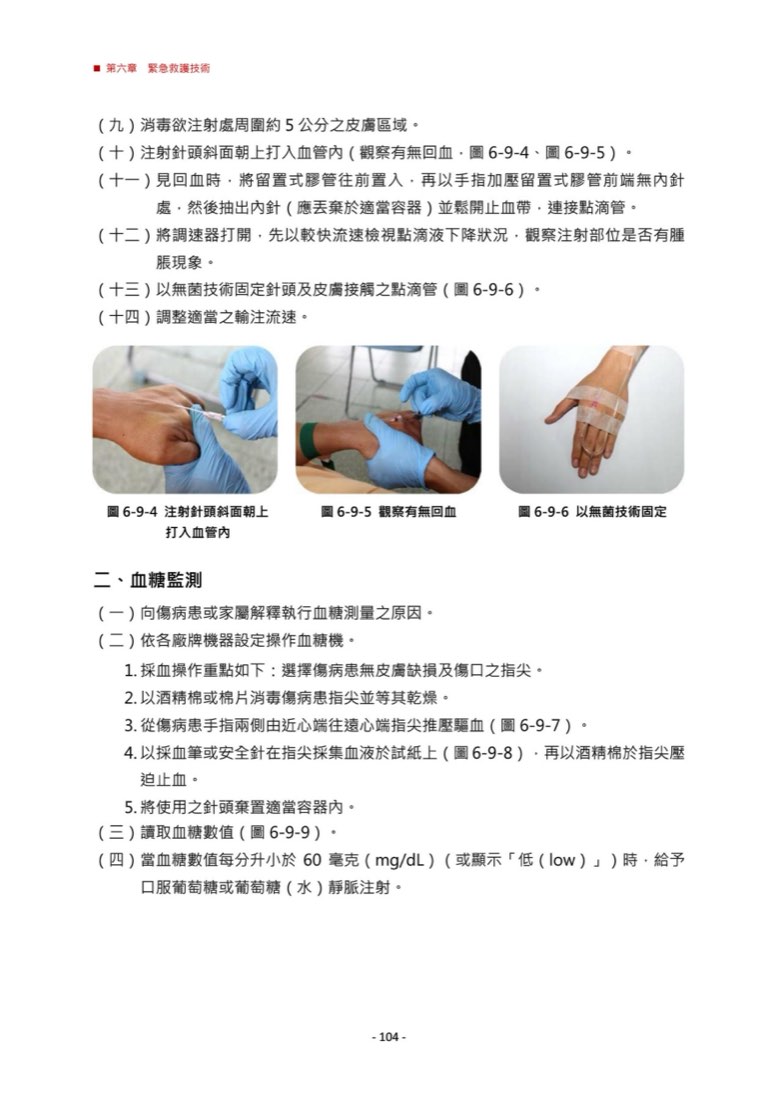 ■ 第六章　緊急救護技術
（九）消毒欲注射處周圍約 5 公分之皮膚區域。
（十）注射針頭斜面朝上打入血管內（觀察有無回血，圖 6-9-4、圖 6-9-5）。
（十一）見回血時，將留置式膠管往前置入，再以手指加壓留置式膠管前端無內針
處，然後抽出內針（應丟棄於適當容器）並鬆開止血帶，連接點滴管。
（十二）將調速器打開，先以較快流速檢視點滴液下降狀況，觀察注射部位是否有腫
脹現象。
（十三）以無菌技術固定針頭及皮膚接觸之點滴管（圖 6-9-6）。
（十四）調整適當之輸注流速。
圖 6-9-4 注射針頭斜面朝上
打入血管內
圖 6-9-5 觀察有無回血
圖 6-9-6 以無菌技術固定
二、血糖監測
（一）向傷病患或家屬解釋執行血糖測量之原因。
（二）依各廠牌機器設定操作血糖機。
1. 採血操作重點如下：選擇傷病患無皮膚缺損及傷口之指尖。
2. 以酒精棉或棉片消毒傷病患指尖並等其乾燥。
3. 從傷病患手指兩側由近心端往遠心端指尖推壓驅血（圖 6-9-7）。
4. 以採血筆或安全針在指尖採集血液於試紙上（圖 6-9-8），再以酒精棉於指尖壓
迫止血。
5. 將使用之針頭棄置適當容器內。
（三）讀取血糖數值（圖 6-9-9）。
（四）當血糖數值每分升小於 60 毫克（mg/dL）（或顯示「低（low）」）時，給予
口服葡萄糖或葡萄糖（水）靜脈注射。
- 104 -